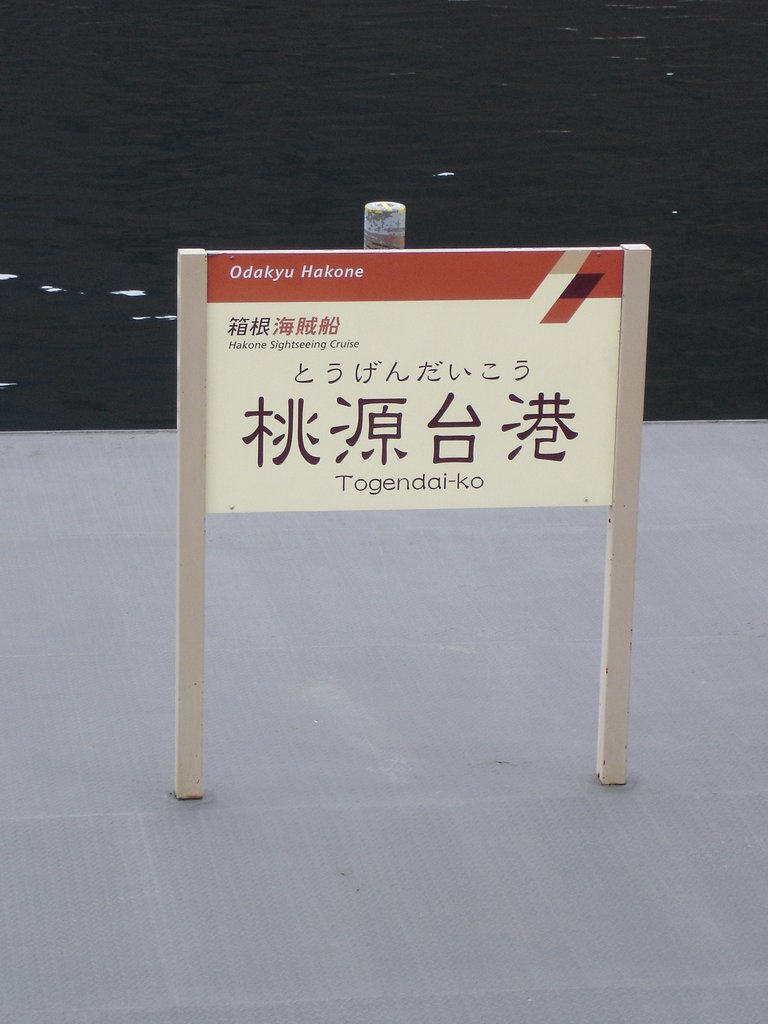 Odakyu Hakone
箱根海賊船
Hakone Sightseeing Cruise
とうげんだいこう
桃源台港
Togendai-ko